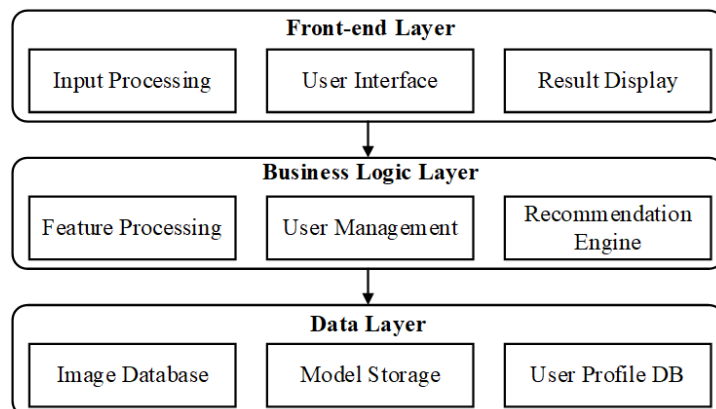 Front-end Layer
Input Processing
User Interface
Result Display
Business Logic Layer
Feature Processing
User Management
Recommendation
Engine
Data Layer
Image Database
Model Storage
User Profile DB